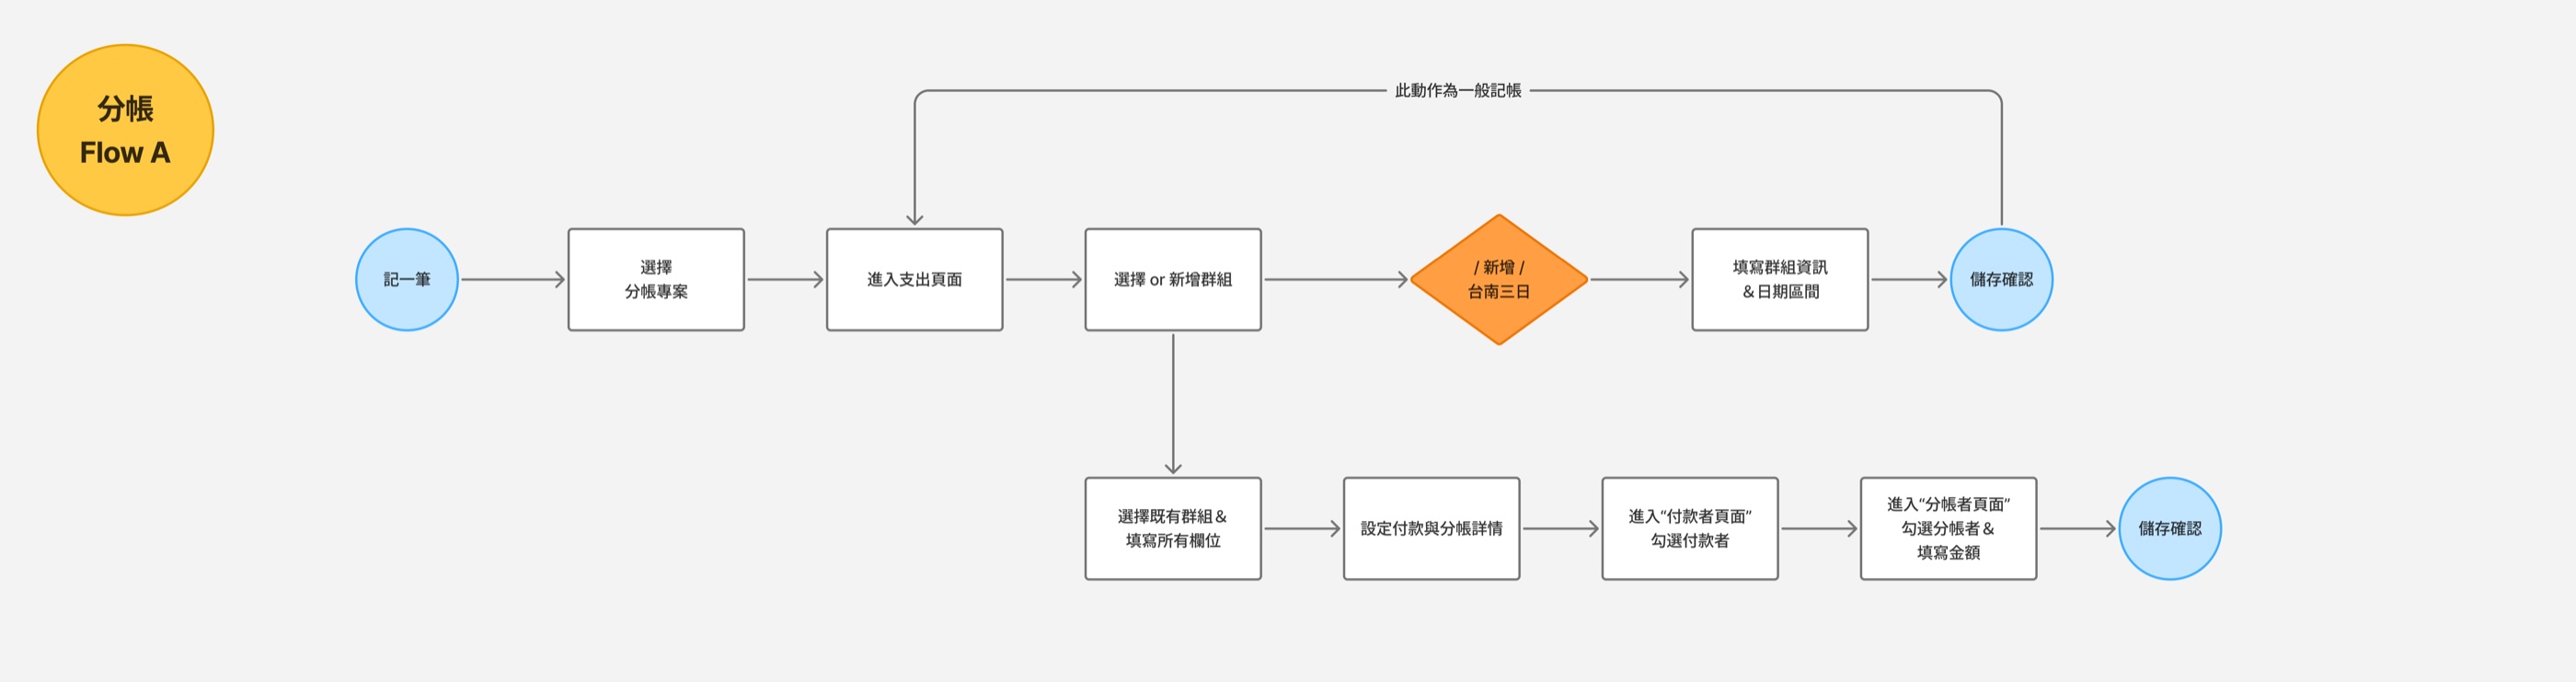 分帳
Flow A
此動作為一般記帳
記一筆
選擇
分帳專案
進入支出頁面
選擇 or 新增群組
/ 新增 /
台南三日
填寫群組資訊
＆日期區間
儲存確認
選擇既有群組＆
填寫所有欄位
設定付款與分帳詳情
進入“付款者頁面”
勾選付款者
進入“分帳者頁面”
勾選分帳者＆
填寫金額
儲存確認